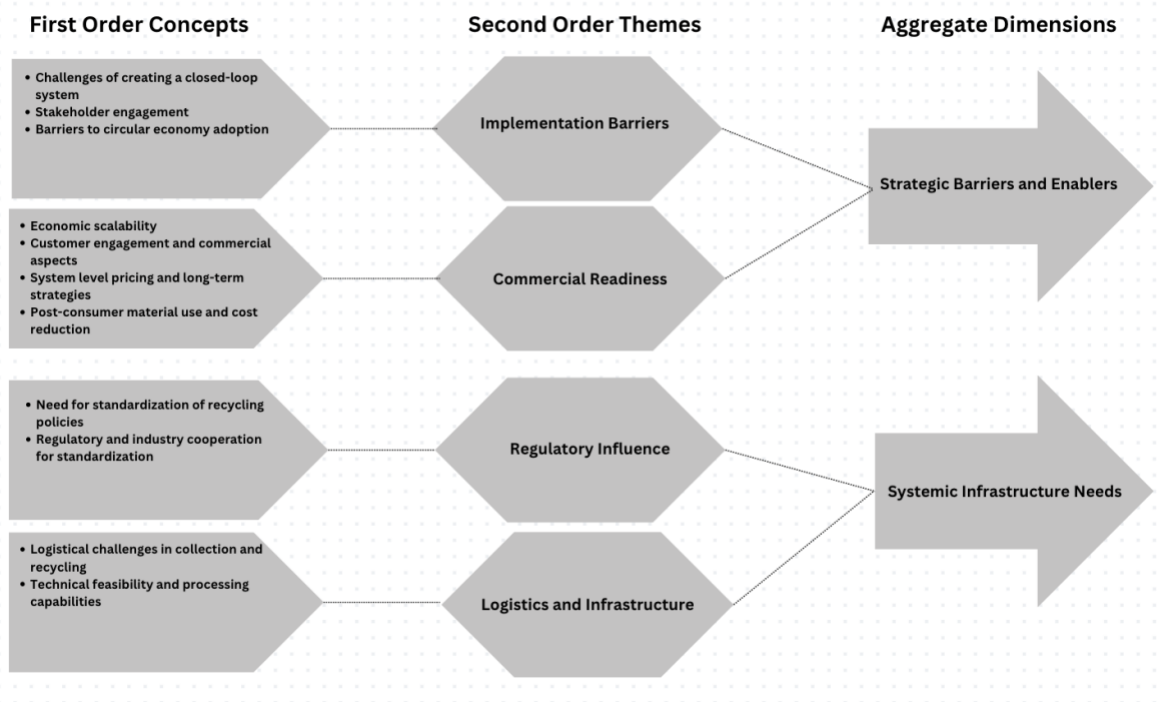 First Order Concepts
Second Order Themes
Aggregate Dimensions
• Challenges of creating a closed-loop
system
• Stakeholder engagement
• Barriers to circular economy adoption
Implementation Barriers
Strategic Barriers and Enablers
• Economic scalability
• Customer engagement and commercial
aspects
• System level pricing and long-term
strategies
• Post-consumer material use and cost
reduction
Commercial Readiness
• Need for standardization of recycling
policies
• Regulatory and industry cooperation
for standardization
Regulatory Influence
Systemic Infrastructure Needs
• Logistical challenges in collection and
recycling
• Technical feasibility and processing
capabilities
Logistics and Infrastructure